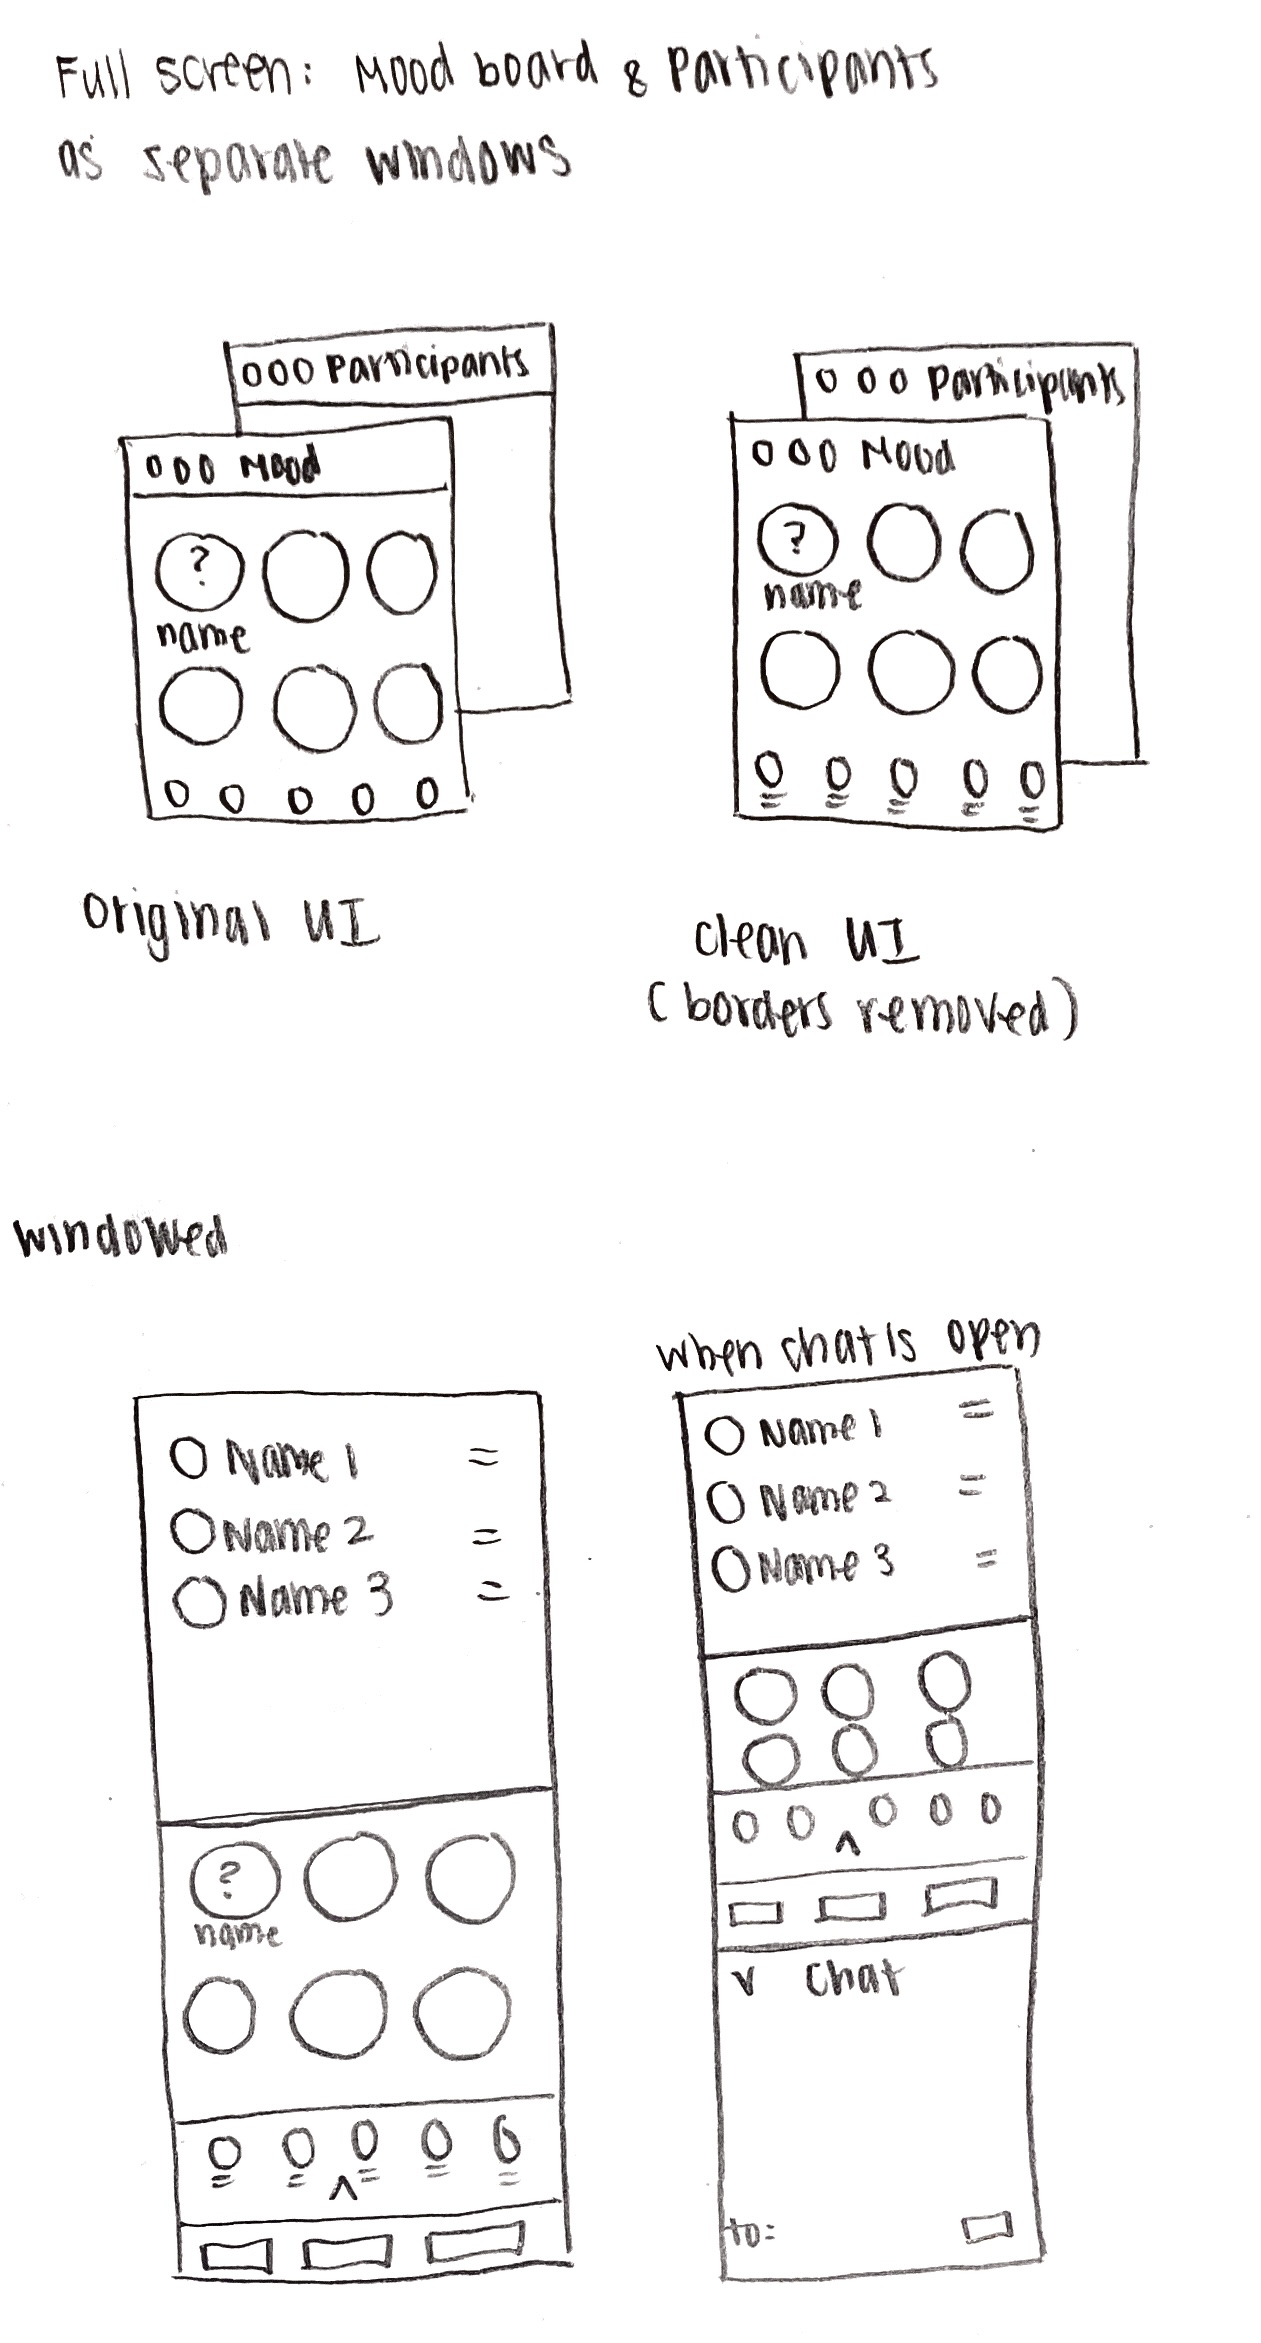 Full screen: Mood board & Participants
as separate windows
Participants
Mood
?
name
Original UI
Participants
Mood
?
name
clean UI
(borders removed)
windowed
Name 1
Name 2
Name 3
?
name
when chat is open
Name 1
Name 2
Name 3
Chat
to: